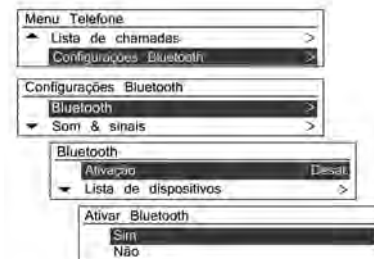 Menu Telefone
Lista de chamadas >
Configurações Bluetooth >
Configurações Bluetooth
Bluetooth >
Som & sinais >
Bluetooth
Ativação Desat.
Lista de dispositivos >
Ativar Bluetooth
Sim
Não